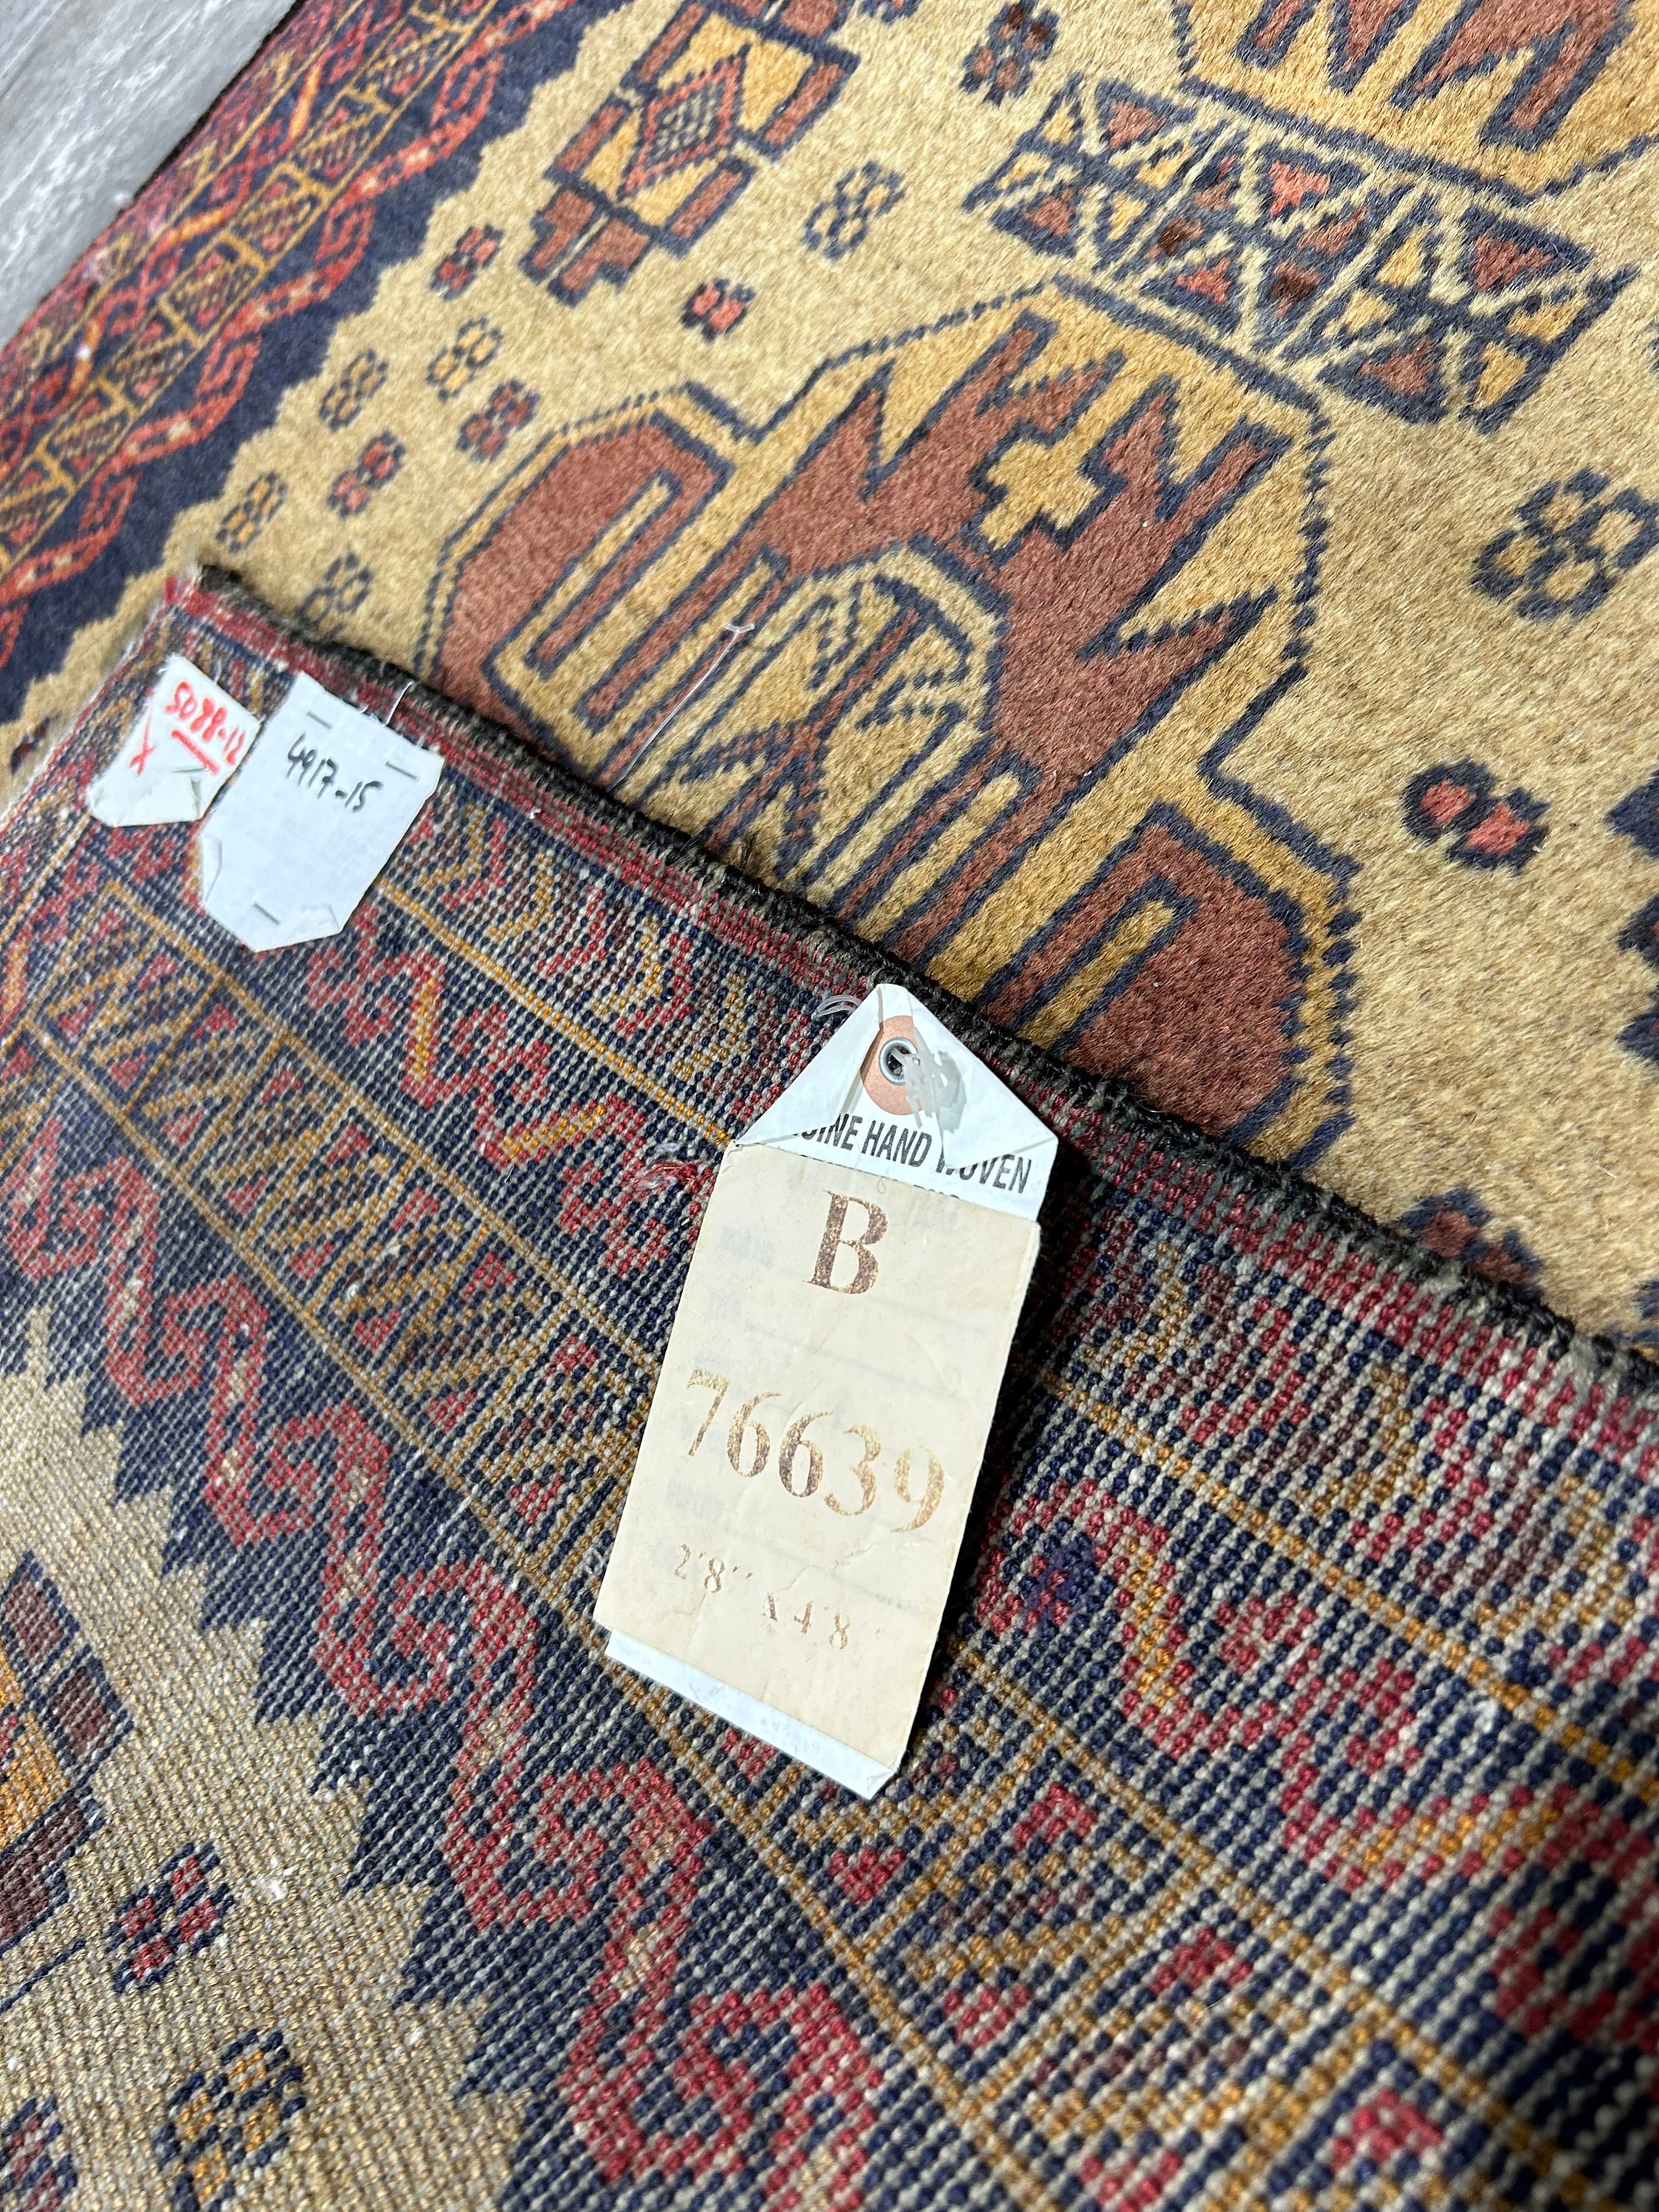 5088-12
X
4917-15
HAND WOVEN
B
76639
2'8" X 4'8"